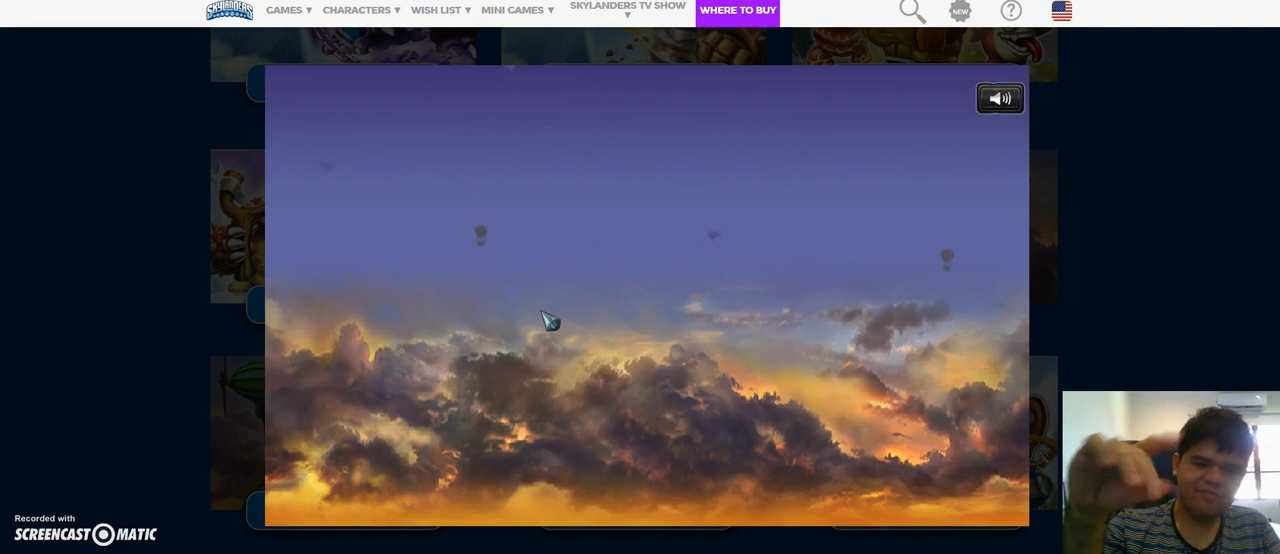 SKYLANDERS
GAMES ▼ CHARACTERS ▼ WISH LIST ▼ MINI GAMES ▼ SKYLANDERS TV SHOW ▼ WHERE TO BUY
NEW
Recorded with
SCREENCAST MATIC